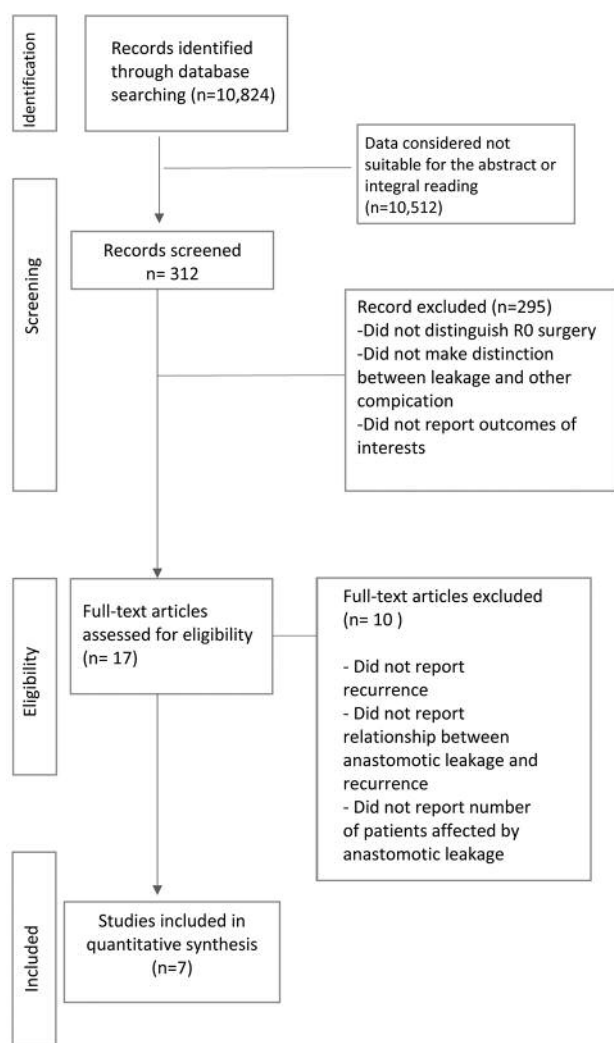 Identification
Records identified
through database
searching (n=10,824)
Data considered not
suitable for the abstract or
integral reading
(n=10,512)
Screening
Records screened
n= 312
Record excluded (n=295)
-Did not distinguish R0 surgery
-Did not make distinction
between leakage and other
compication
-Did not report outcomes of
interests
Eligibility
Full-text articles
assessed for eligibility
(n= 17)
Full-text articles excluded
(n= 10 )
- Did not report
recurrence
- Did not report
relationship between
anastomotic leakage and
recurrence
- Did not report number
of patients affected by
anastomotic leakage
Included
Studies included in
quantitative synthesis
(n=7)